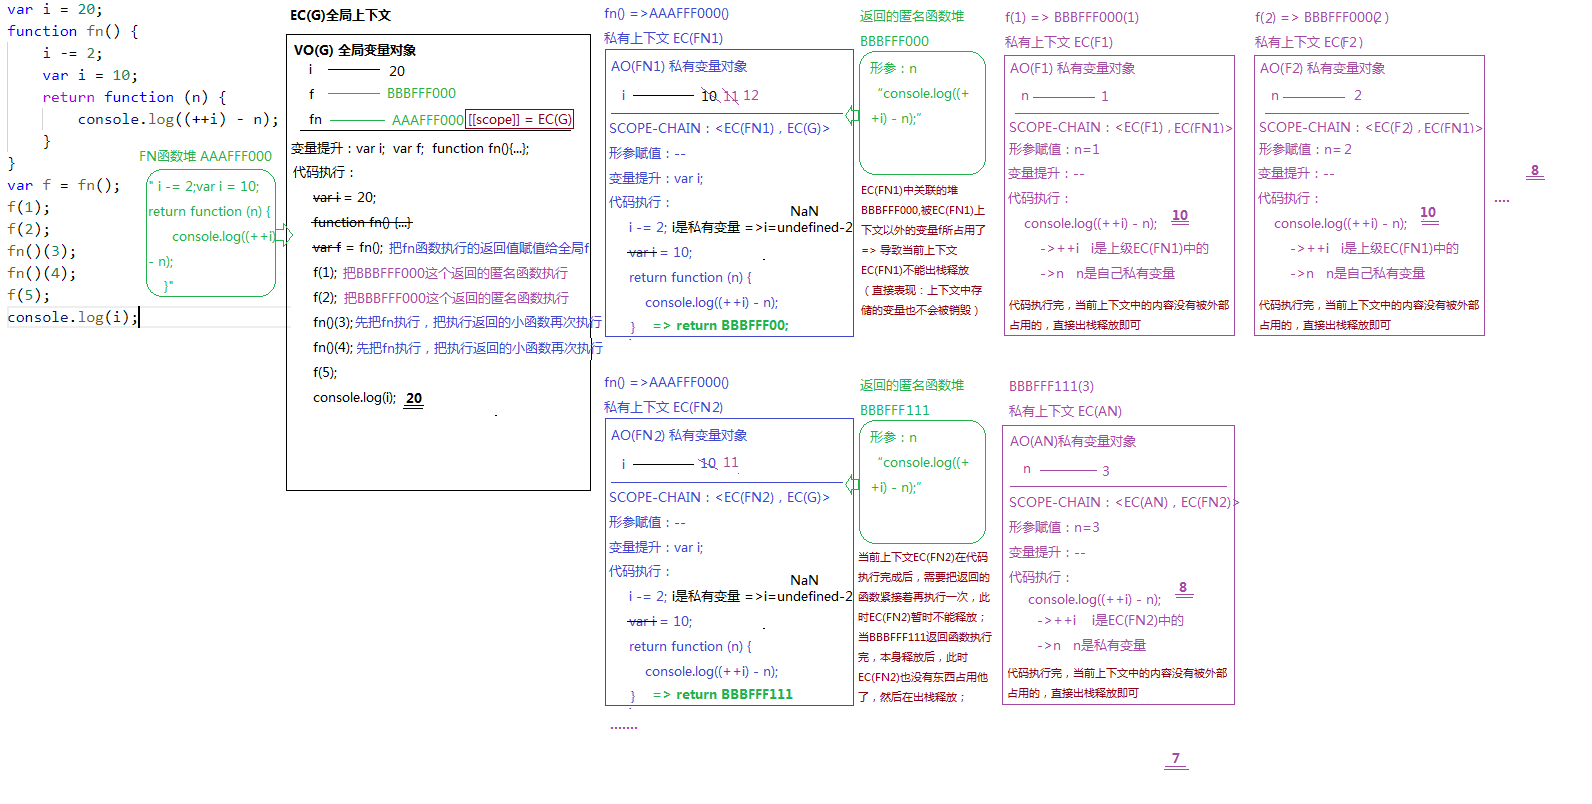 var i = 20;
function fn() {
i -= 2;
var i = 10;
return function (n) {
console.log((++i) - n);
}
}
var f = fn();
f(1);
f(2);
fn()(3);
fn()(4);
f(5);
console.log(i);
FN函数堆 AAAFFF000
" i -= 2;var i = 10;
return function (n) {
console.log((++i)
- n);
}"
EC(G)全局上下文
VO(G) 全局变量对象
i 20
f BBBFFF000
fn AAAFFF000 [[scope]] = EC(G)
变量提升：var i; var f; function fn(){...};
代码执行：
var i = 20;
function fn() {...}
var f = fn(); 把fn函数执行的返回值赋值给全局f
f(1); 把BBBFFF000这个返回的匿名函数执行
f(2); 把BBBFFF000这个返回的匿名函数执行
fn()(3); 先把fn执行，把执行返回的小函数再次执行
fn()(4); 先把fn执行，把执行返回的小函数再次执行
f(5);
console.log(i); 20
fn() =>AAAFFF000()
私有上下文 EC(FN1)
AO(FN1) 私有变量对象
i 10 11 12
SCOPE-CHAIN：<EC(FN1)，EC(G)>
形参赋值：--
变量提升：var i;
代码执行：
NaN
i -= 2; i是私有变量 =>i=undefined-2
var i = 10;
return function (n) {
console.log((++i) - n);
} => return BBBFFF00;
返回的匿名函数堆
BBBFFF000
形参：n
“console.log((+
+i) - n);”
EC(FN1)中关联的堆
BBBFFF000,被EC(FN1)上
下文以外的变量f所占用了
=> 导致当前上下文
EC(FN1)不能出栈释放
（直接表现：上下文中存
储的变量也不会被销毁）
f(1) => BBBFFF000(1)
私有上下文 EC(F1)
AO(F1) 私有变量对象
n 1
SCOPE-CHAIN：<EC(F1)，EC(FN1)>
形参赋值：n=1
变量提升：--
代码执行：
console.log((++i) - n); 10
->++i i是上级EC(FN1)中的
->n n是自己私有变量
代码执行完，当前上下文中的内容没有被外部
占用的，直接出栈释放即可
f(2) => BBBFFF000(2)
私有上下文 EC(F2)
AO(F2) 私有变量对象
n 2
SCOPE-CHAIN：<EC(F2)，EC(FN1)>
形参赋值：n= 2
变量提升：--
代码执行：
console.log((++i) - n); 10
->++i i是上级EC(FN1)中的
->n n是自己私有变量
代码执行完，当前上下文中的内容没有被外部
占用的，直接出栈释放即可
8
....
fn() =>AAAFFF000()
私有上下文 EC(FN2)
AO(FN2) 私有变量对象
i 10 11
SCOPE-CHAIN：<EC(FN2)，EC(G)>
形参赋值：--
变量提升：var i;
代码执行：
NaN
i -= 2; i是私有变量 =>i=undefined-2
var i = 10;
return function (n) {
console.log((++i) - n);
} => return BBBFFF111
.......
返回的匿名函数堆
BBBFFF111
形参：n
“console.log((+
+i) - n);”
当前上下文EC(FN2)在代码
执行完成后，需要把返回的
函数紧接着再执行一次，此
时EC(FN2)暂时不能释放；
当BBBFFF111返回函数执行
完，本身释放后，此时
EC(FN2)也没有东西占用他
了，然后在出栈释放；
BBBFFF111(3)
私有上下文 EC(AN)
AO(AN)私有变量对象
n 3
SCOPE-CHAIN：<EC(AN)，EC(FN2)>
形参赋值：n=3
变量提升：--
代码执行：
console.log((++i) - n); 8
->++i i是EC(FN2)中的
->n n是私有变量
代码执行完，当前上下文中的内容没有被外部
占用的，直接出栈释放即可
7